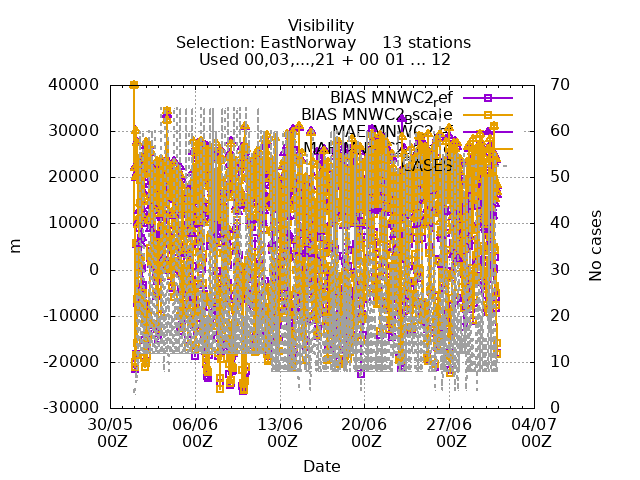 Visibility
Selection: EastNorway 13 stations
Used 00,03,...,21 + 00 01 ... 12
40000
30000
20000
10000
0
-10000
-20000
-30000
m
70
60
50
40
30
20
10
0
No cases
BIAS MNWC2ref
BIAS MNWC2Bscale
CASES
30/05 00Z
06/06 00Z
13/06 00Z
20/06 00Z
27/06 00Z
04/07 00Z
Date